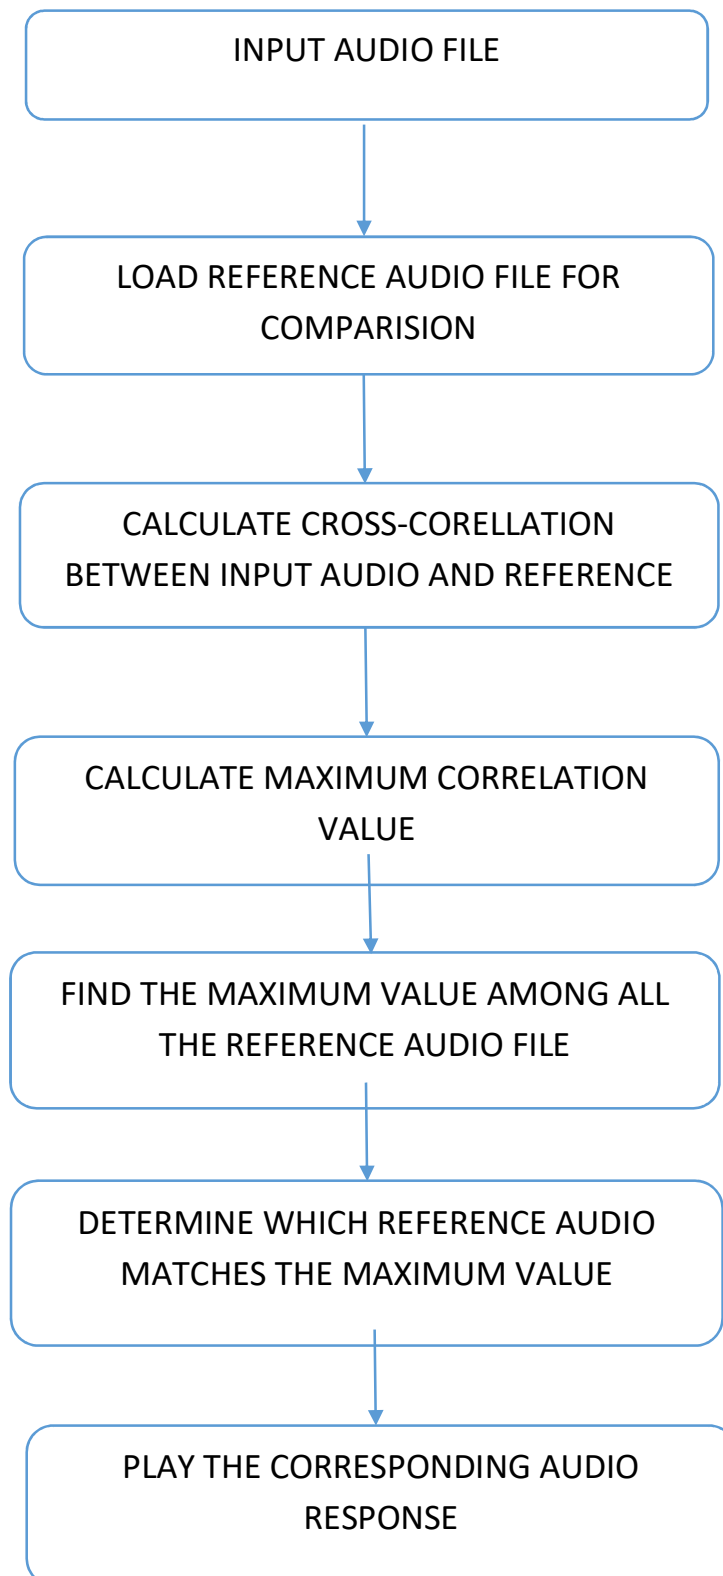 INPUT AUDIO FILE
LOAD REFERENCE AUDIO FILE FOR
COMPARISION
CALCULATE CROSS-CORELLATION
BETWEEN INPUT AUDIO AND REFERENCE
CALCULATE MAXIMUM CORRELATION
VALUE
FIND THE MAXIMUM VALUE AMONG ALL
THE REFERENCE AUDIO FILE
DETERMINE WHICH REFERENCE AUDIO
MATCHES THE MAXIMUM VALUE
PLAY THE CORRESPONDING AUDIO
RESPONSE